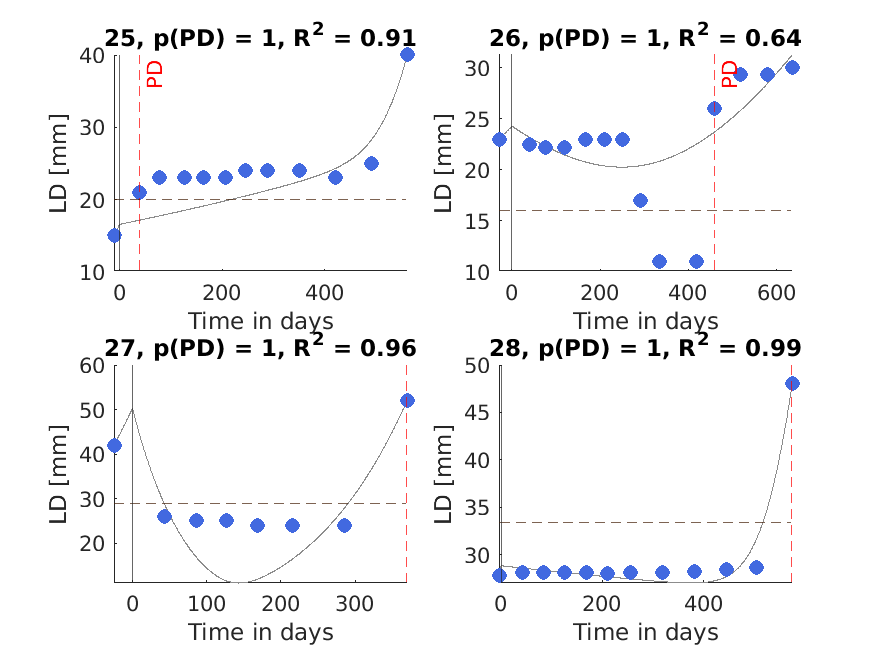 25, p(PD) = 1, R² = 0.91
40
30
20
10
LD [mm]
PD
0
200
400
Time in days
26, p(PD) = 1, R² = 0.64
30
25
20
15
10
LD [mm]
PD
0
200
400
600
Time in days
27, p(PD) = 1, R² = 0.96
60
50
40
30
20
LD [mm]
0
100
200
300
Time in days
28, p(PD) = 1, R² = 0.99
50
45
40
35
30
LD [mm]
0
200
400
Time in days